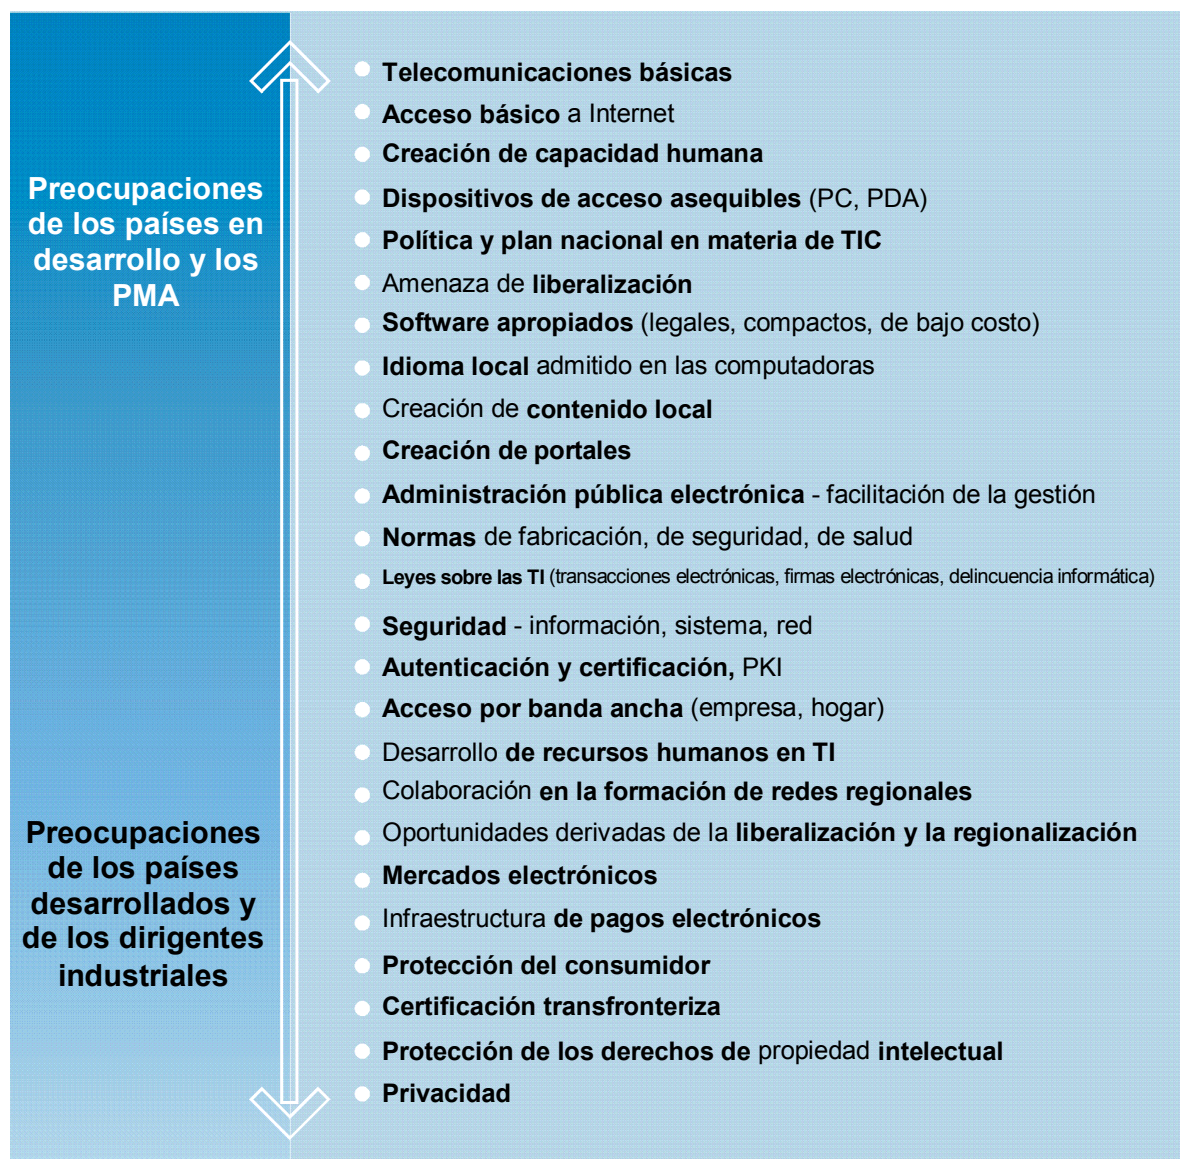 Preocupaciones
de los países en
desarrollo y los
PMA
Preocupaciones
de los países
desarrollados y
de los dirigentes
industriales
Telecomunicaciones básicas
Acceso básico a Internet
Creación de capacidad humana
Dispositivos de acceso asequibles (PC, PDA)
Política y plan nacional en materia de TIC
Amenaza de liberalización
Software apropiados (legales, compactos, de bajo costo)
Idioma local admitido en las computadoras
Creación de contenido local
Creación de portales
Administración pública electrónica - facilitación de la gestión
Normas de fabricación, de seguridad, de salud
Leyes sobre las TI (transacciones electrónicas, firmas electrónicas, delincuencia informática)
Seguridad - información, sistema, red
Autenticación y certificación, PKI
Acceso por banda ancha (empresa, hogar)
Desarrollo de recursos humanos en TI
Colaboración en la formación de redes regionales
Oportunidades derivadas de la liberalización y la regionalización
Mercados electrónicos
Infraestructura de pagos electrónicos
Protección del consumidor
Certificación transfronteriza
Protección de los derechos de propiedad intelectual
Privacidad